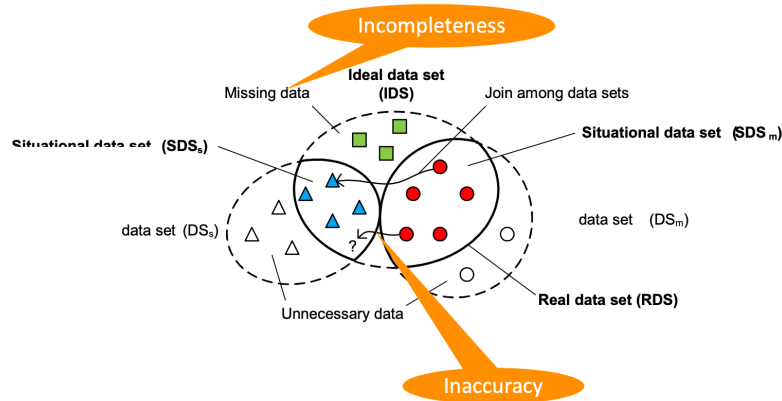 Incompleteness
Ideal data set
(IDS)
Missing data
Join among data sets
Situational data set (SDSs)
Situational data set (SDS m)
data set (DSs)
data set (DSm)
?
Unnecessary data
Real data set (RDS)
Inaccuracy